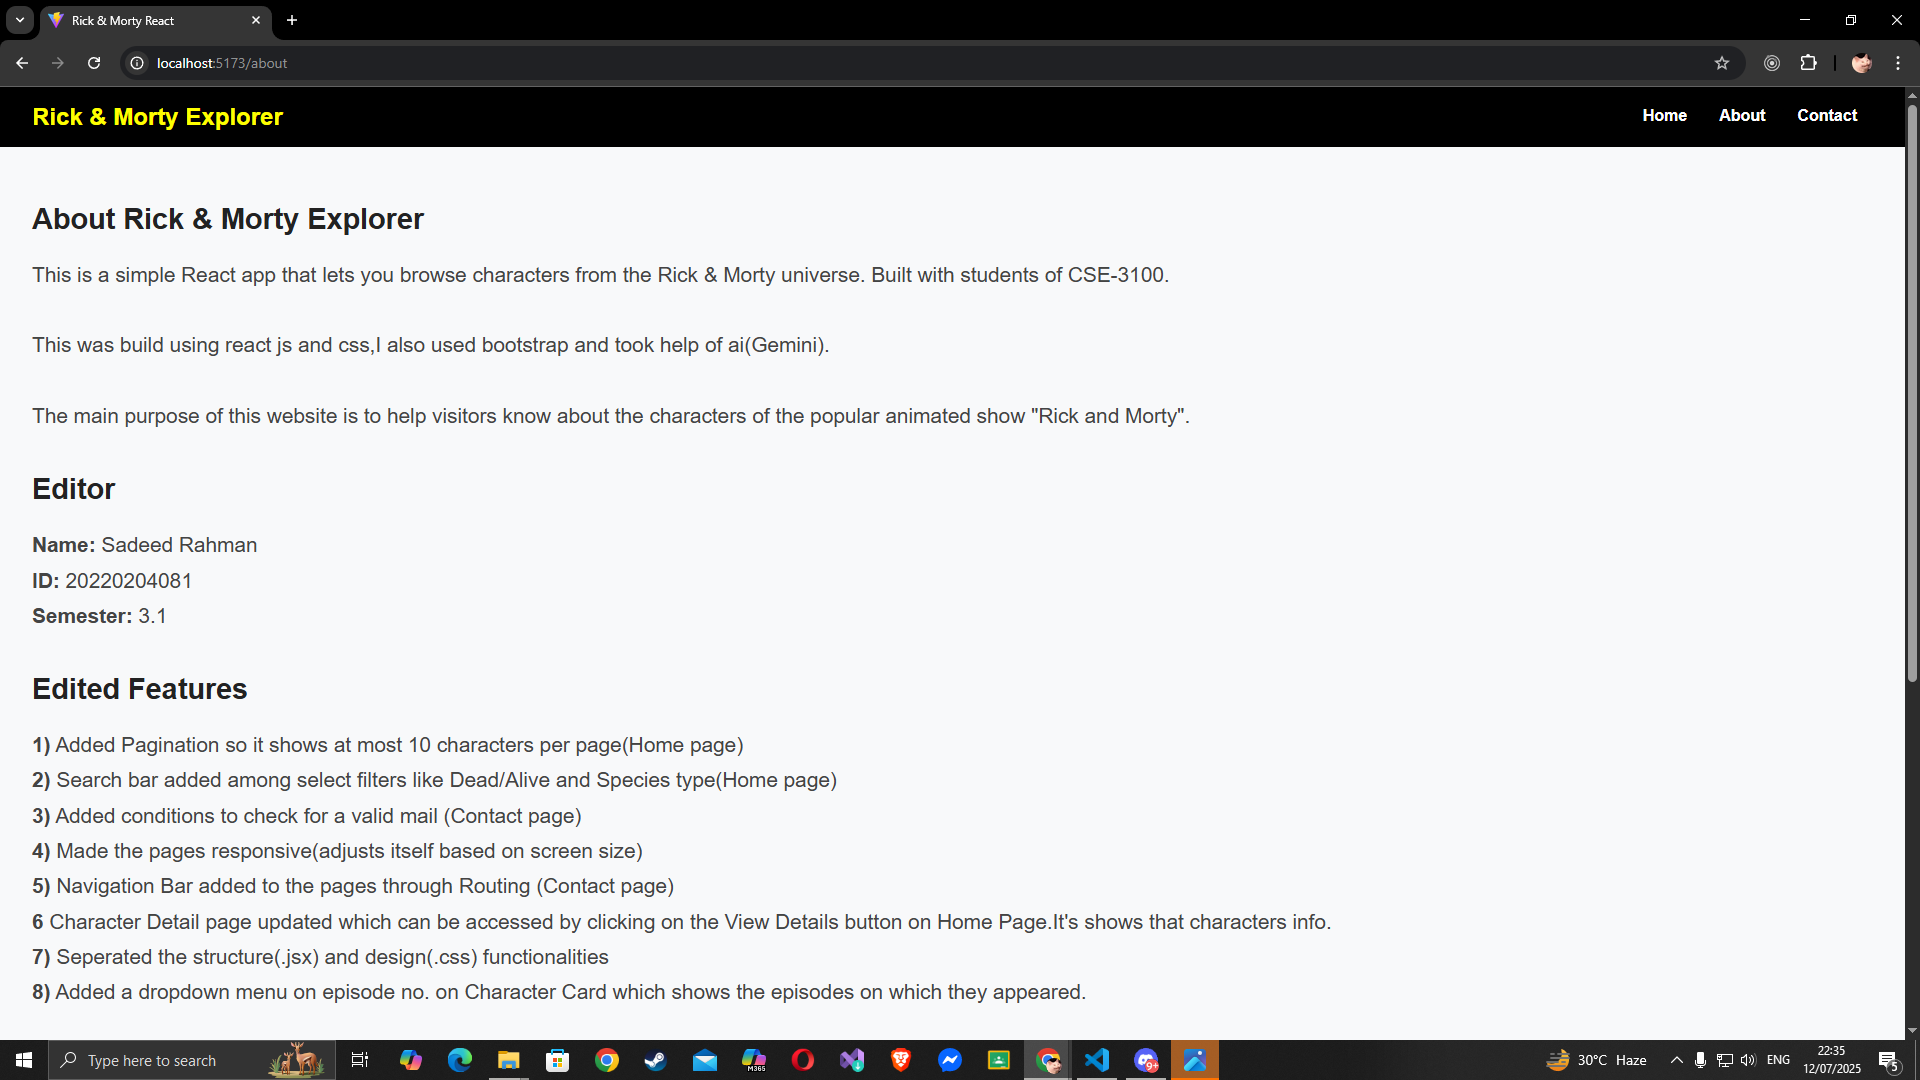 Rick & Morty React
localhost:5173/about
Rick & Morty Explorer
Home About Contact
About Rick & Morty Explorer
This is a simple React app that lets you browse characters from the Rick & Morty universe. Built with students of CSE-3100.
This was build using react js and css,I also used bootstrap and took help of ai(Gemini).
The main purpose of this website is to help visitors know about the characters of the popular animated show "Rick and Morty".
Editor
Name: Sadeed Rahman
ID: 20220204081
Semester: 3.1
Edited Features
1) Added Pagination so it shows at most 10 characters per page(Home page)
2) Search bar added among select filters like Dead/Alive and Species type(Home page)
3) Added conditions to check for a valid mail (Contact page)
4) Made the pages responsive(adjusts itself based on screen size)
5) Navigation Bar added to the pages through Routing (Contact page)
6 Character Detail page updated which can be accessed by clicking on the View Details button on Home Page.It's shows that characters info.
7) Seperated the structure(.jsx) and design(.css) functionalities
8) Added a dropdown menu on episode no. on Character Card which shows the episodes on which they appeared.
Type here to search
M365
9+
30°C Haze
ENG
22:35
12/07/2025
5